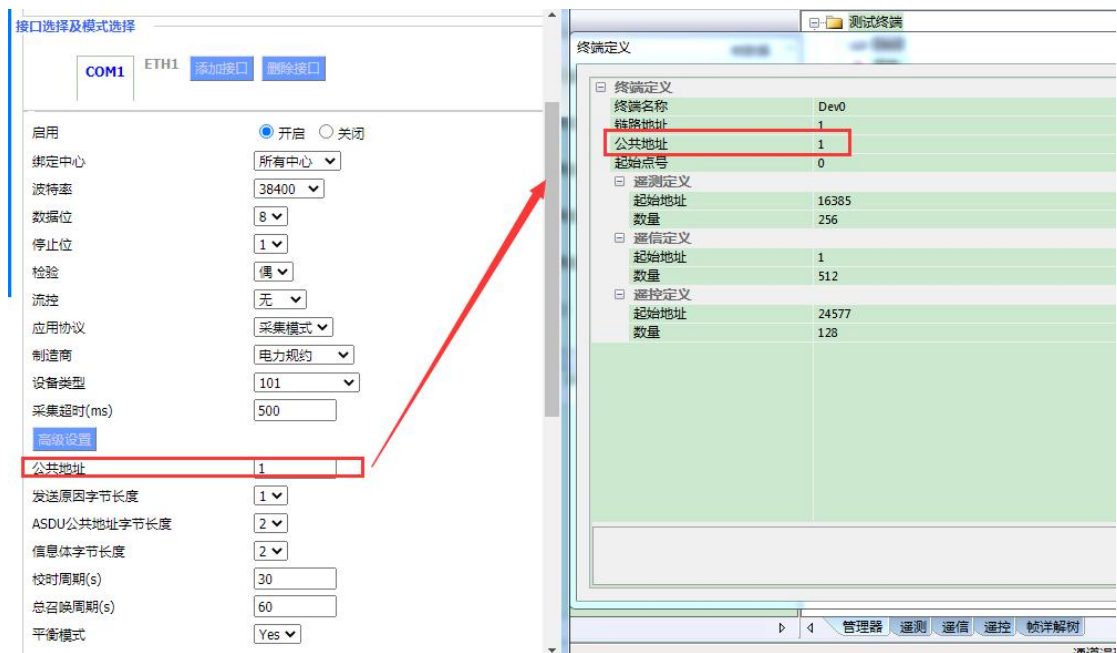 接口选择及模式选择
COM1 ETH1 添加接口 删除接口
启用 开启 关闭
绑定中心 所有中心
波特率 38400
数据位 8
停止位 1
检验 偶
流控 无
应用协议 采集模式
制造商 电力规约
设备类型 101
采集超时(ms) 500
高级设置
公共地址 1
发送原因字节长度 1
ASDU公共地址字节长度 2
信息体字节长度 2
校时周期(s) 30
总召唤周期(s) 60
平衡模式 Yes
测试终端
终端定义
终端定义
终端名称 Dev0
链路地址 1
公共地址 1
起始点号 0
遥测定义
起始地址 16385
数量 256
遥信定义
起始地址 1
数量 512
遥控定义
起始地址 24577
数量 128
管理器 遥测 遥信 遥控 帧详解树